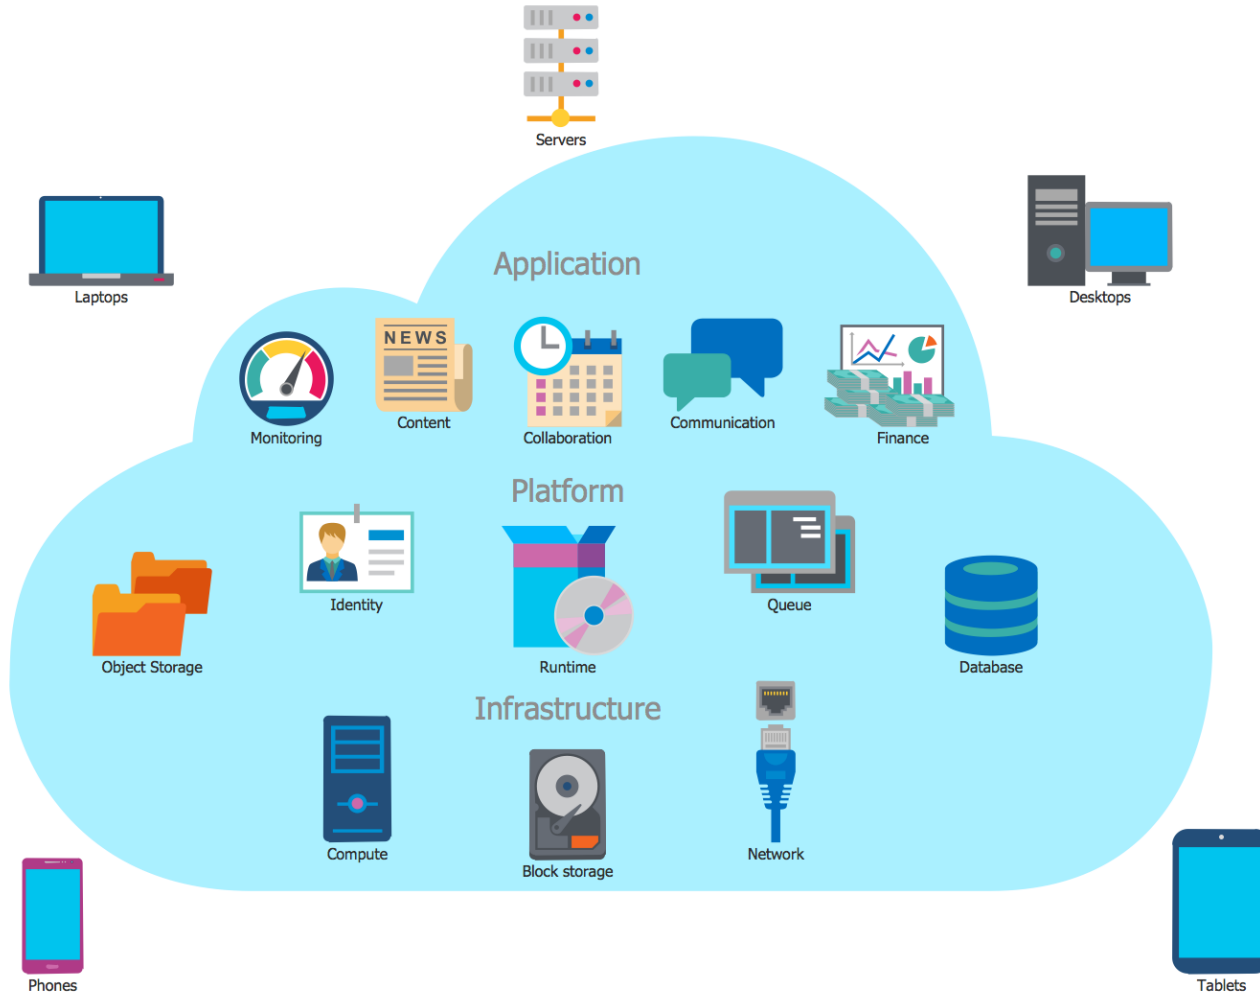 Servers
Laptops
Desktops
Application
NEWS
Monitoring
Content
Collaboration
Communication
Finance
Platform
Identity
Queue
Object Storage
Runtime
Database
Infrastructure
Compute
Block storage
Network
Phones
Tablets